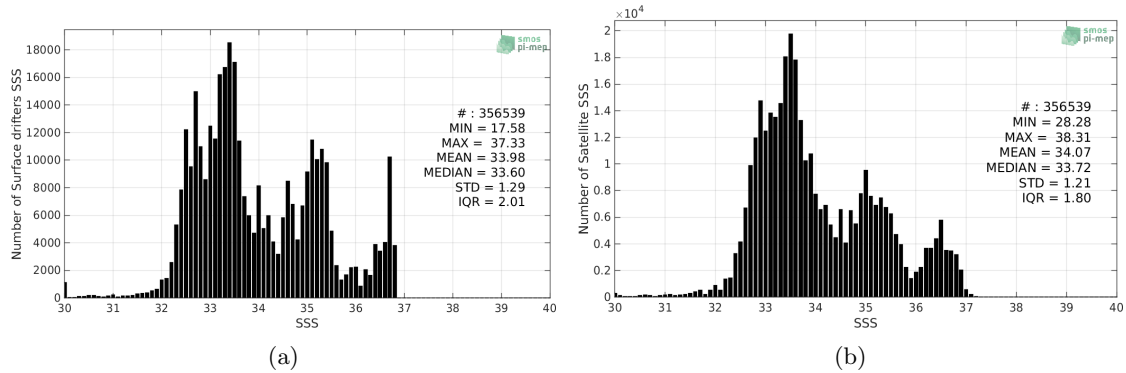 smos
pi-mep
18000
16000
14000
12000
10000
8000
6000
4000
2000
0
Number of Surface drifters SSS
# : 356539
MIN = 17.58
MAX = 37.33
MEAN = 33.98
MEDIAN = 33.60
STD = 1.29
IQR = 2.01
30 31 32 33 34 35 36 37 38 39 40
SSS
(a)
×10⁴
smos
pi-mep
2
1.8
1.6
1.4
1.2
1
0.8
0.6
0.4
0.2
0
Number of Satellite SSS
# : 356539
MIN = 28.28
MAX = 38.31
MEAN = 34.07
MEDIAN = 33.72
STD = 1.21
IQR = 1.80
30 31 32 33 34 35 36 37 38 39 40
SSS
(b)